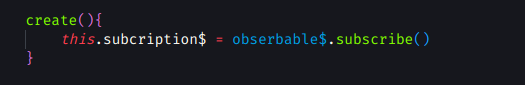 create(){
this.subcription$ = obserbable$.subscribe()
}